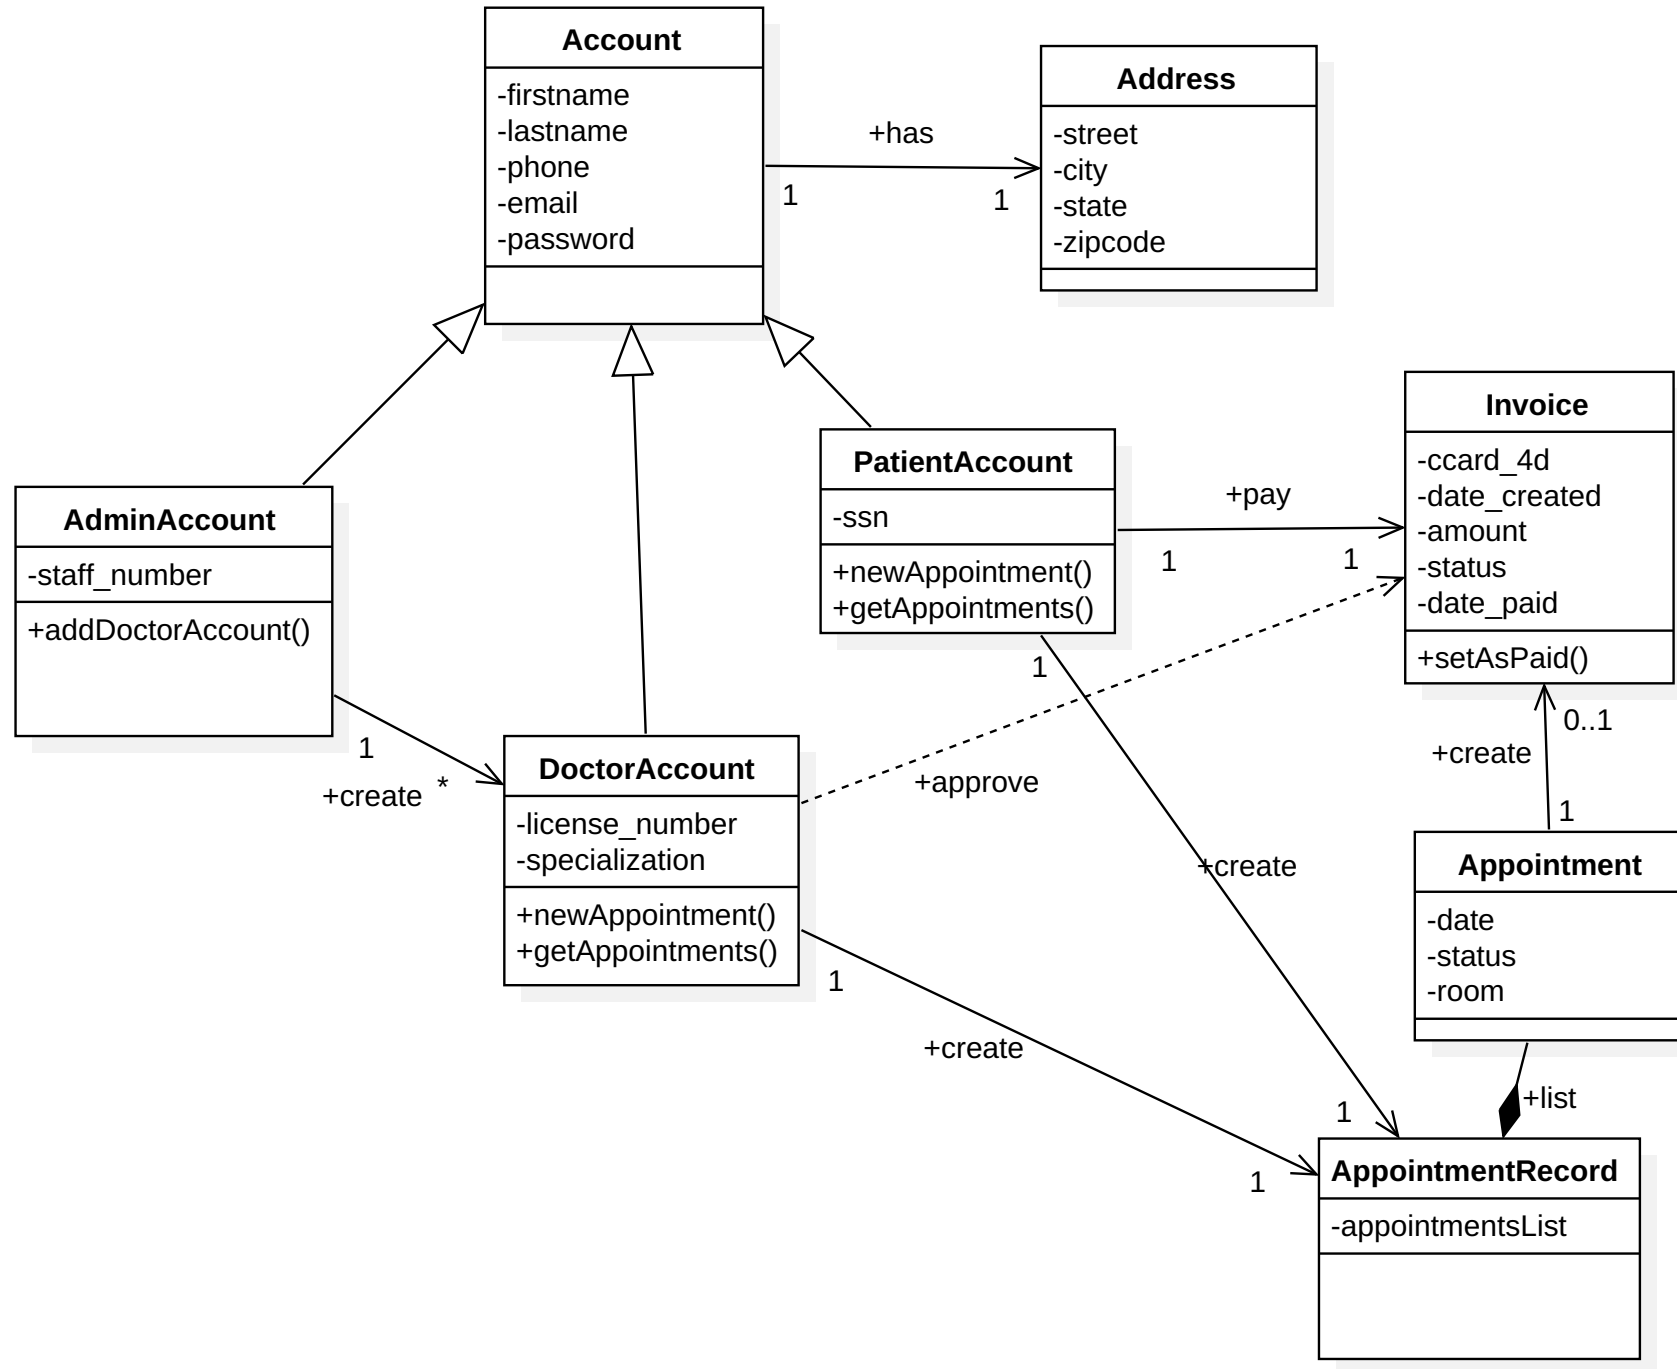 Account
-firstname
-lastname
-phone
-email
-password
+has
1
1
Address
-street
-city
-state
-zipcode
AdminAccount
-staff_number
+addDoctorAccount()
1
+create
*
PatientAccount
-ssn
+newAppointment()
+getAppointments()
+pay
1
1
Invoice
-ccard_4d
-date_created
-amount
-status
-date_paid
+setAsPaid()
0..1
+create
1
DoctorAccount
-license_number
-specialization
+newAppointment()
+getAppointments()
+approve
1
+create
1
1
+create
1
Appointment
-date
-status
-room
+list
AppointmentRecord
-appointmentsList